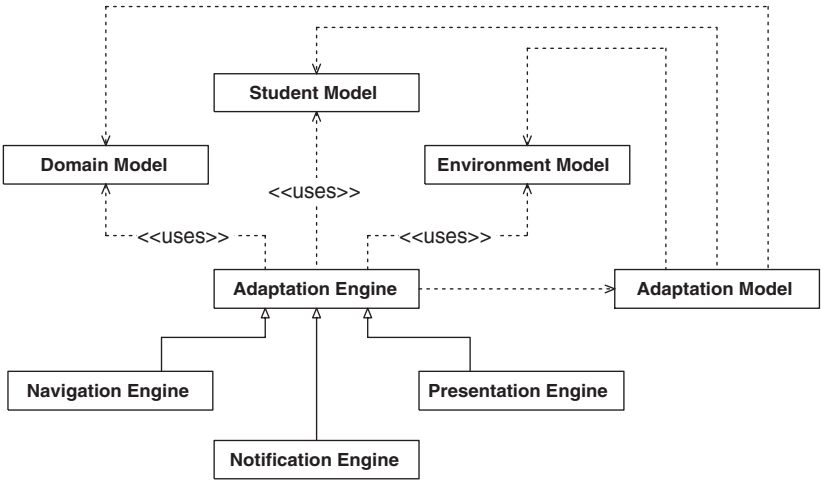 Student Model
Domain Model
Environment Model
<<uses>>
<<uses>>
<<uses>>
Adaptation Engine
Adaptation Model
Navigation Engine
Presentation Engine
Notification Engine